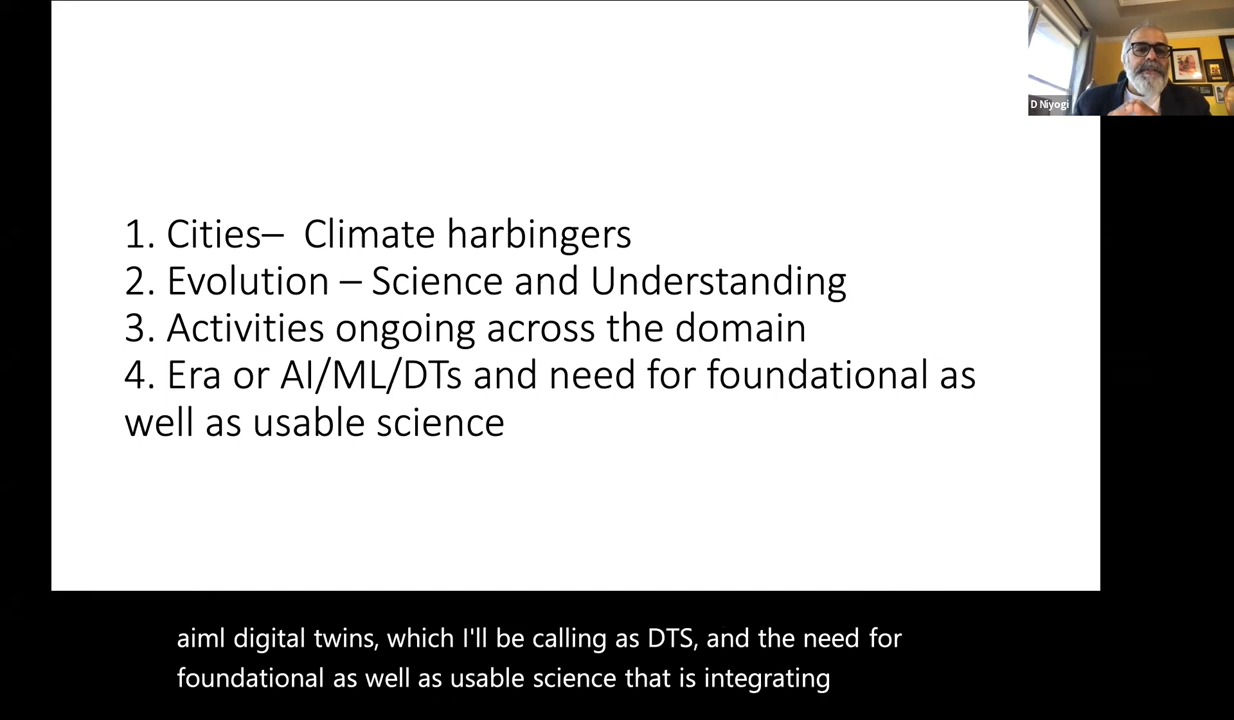 D Niyogi
1. Cities– Climate harbingers
2. Evolution – Science and Understanding
3. Activities ongoing across the domain
4. Era or AI/ML/DTs and need for foundational as
well as usable science
aiml digital twins, which I'll be calling as DTS, and the need for
foundational as well as usable science that is integrating